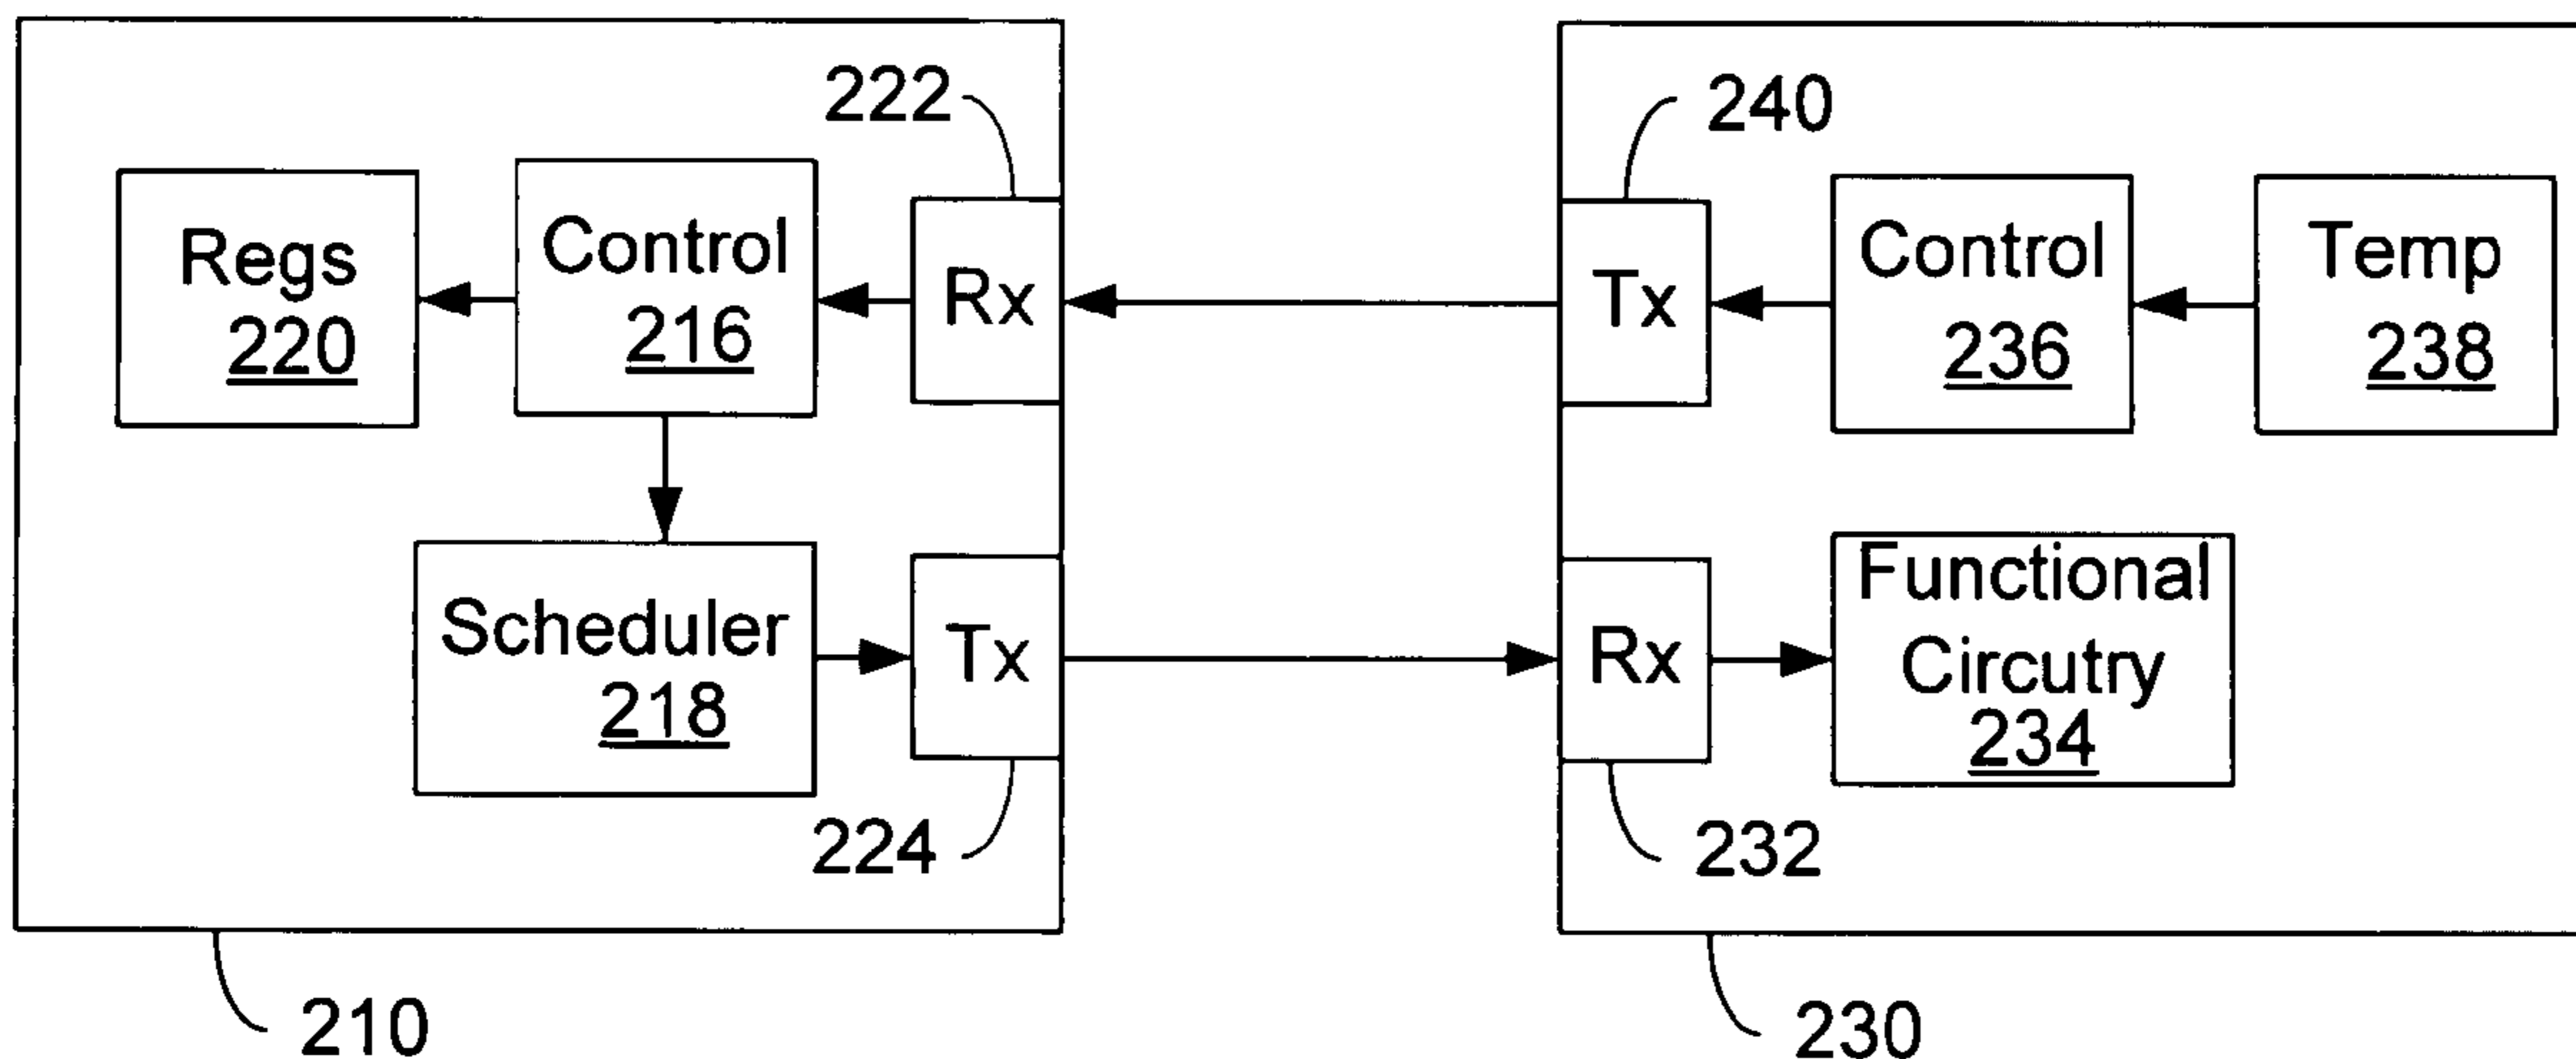 222
240
Regs
220
Control
216
Rx
Tx
Control
236
Temp
238
Scheduler
218
Tx
Rx
Functional
Circutry
234
224
232
210
230